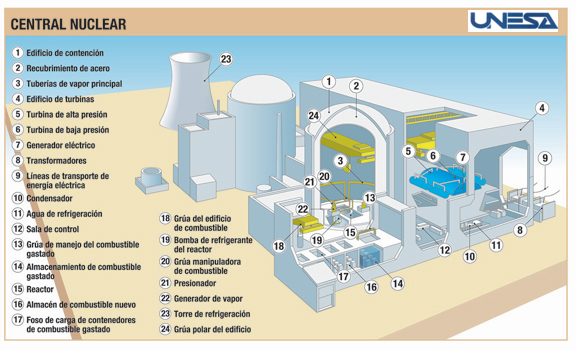 UNESA
CENTRAL NUCLEAR
1 Edificio de contención
2 Recubrimiento de acero
3 Tuberías de vapor principal
4 Edificio de turbinas
5 Turbina de alta presión
6 Turbina de baja presión
7 Generador eléctrico
8 Transformadores
9 Líneas de transporte de
energía eléctrica
10 Condensador
11 Agua de refrigeración
12 Sala de control
13 Grúa de manejo del combustible
gastado
14 Almacenamiento de combustible
gastado
15 Reactor
16 Almacén de combustible nuevo
17 Foso de carga de contenedores
de combustible gastado
18 Grúa del edificio
de combustible
19 Bomba de refrigerante
del reactor
20 Grúa manipuladora
de combustible
21 Presionador
22 Generador de vapor
23 Torre de refrigeración
24 Grúa polar del edificio
23
1
2
24
4
3
5
6
7
9
21
20
13
22
18
19
15
17
16
14
12
10
11
8